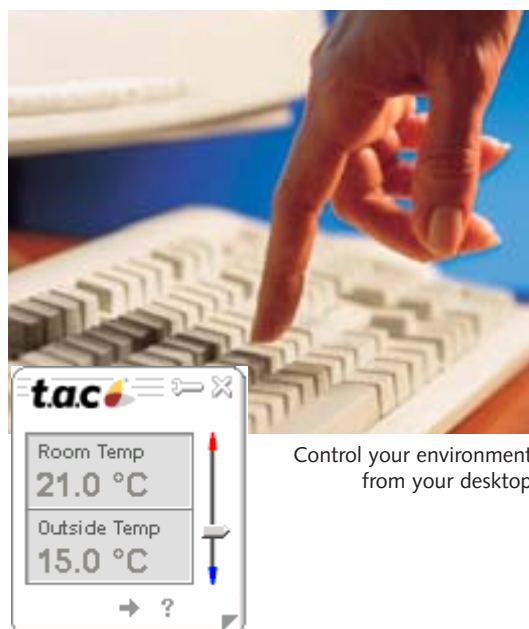 t.a.c
Room Temp
21.0 °C
Outside Temp
15.0 °C
?
Control your environment
from your desktop